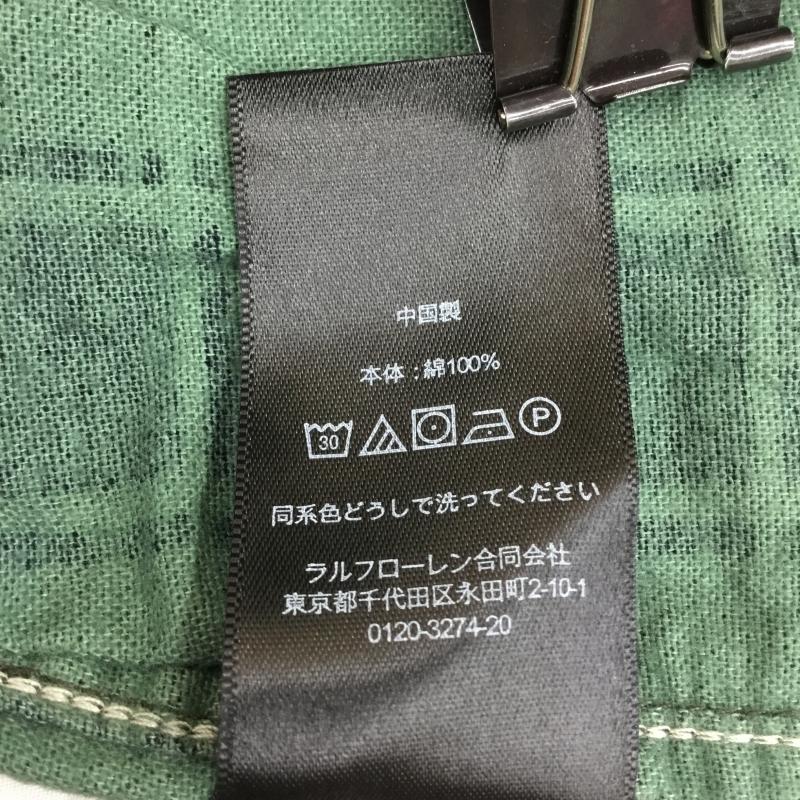 中国製
本体：綿100%
30 P
同系色どうしで洗ってください
ラルフローレン合同会社
東京都千代田区永田町2-10-1
0120-3274-20